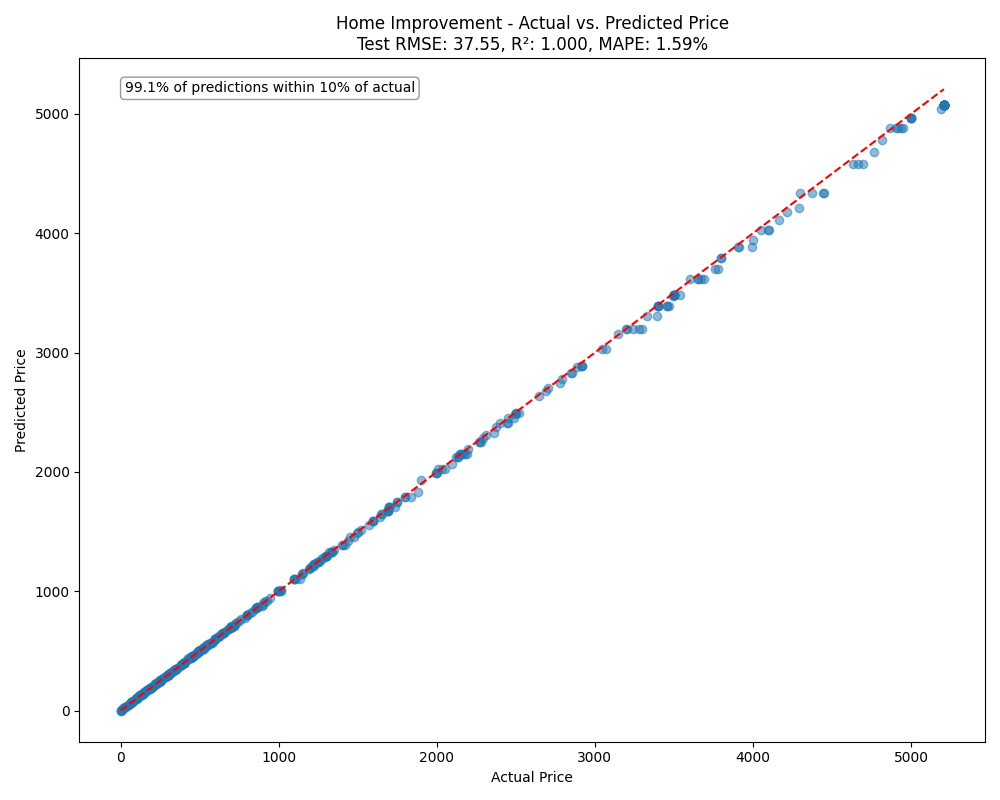 Home Improvement - Actual vs. Predicted Price
Test RMSE: 37.55, R²: 1.000, MAPE: 1.59%
99.1% of predictions within 10% of actual
5000
4000
3000
2000
1000
0
Predicted Price
0 1000 2000 3000 4000 5000
Actual Price